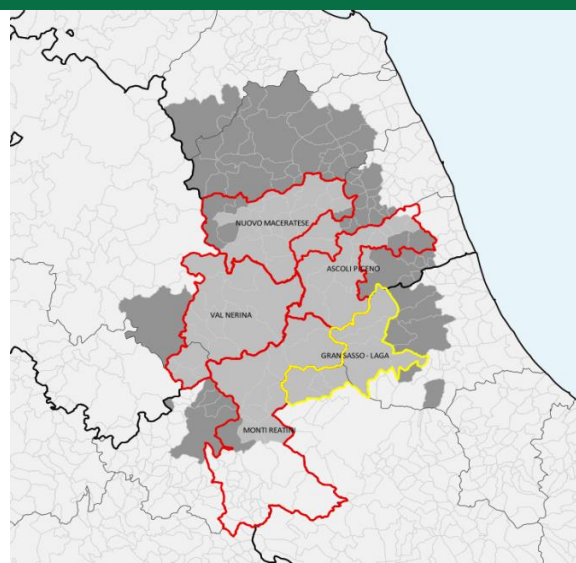 NUOVO MACERATESE
ASCOLI PICENO
VAL NERINA
GRAN SASSO - LAGA
MONTI REATINI